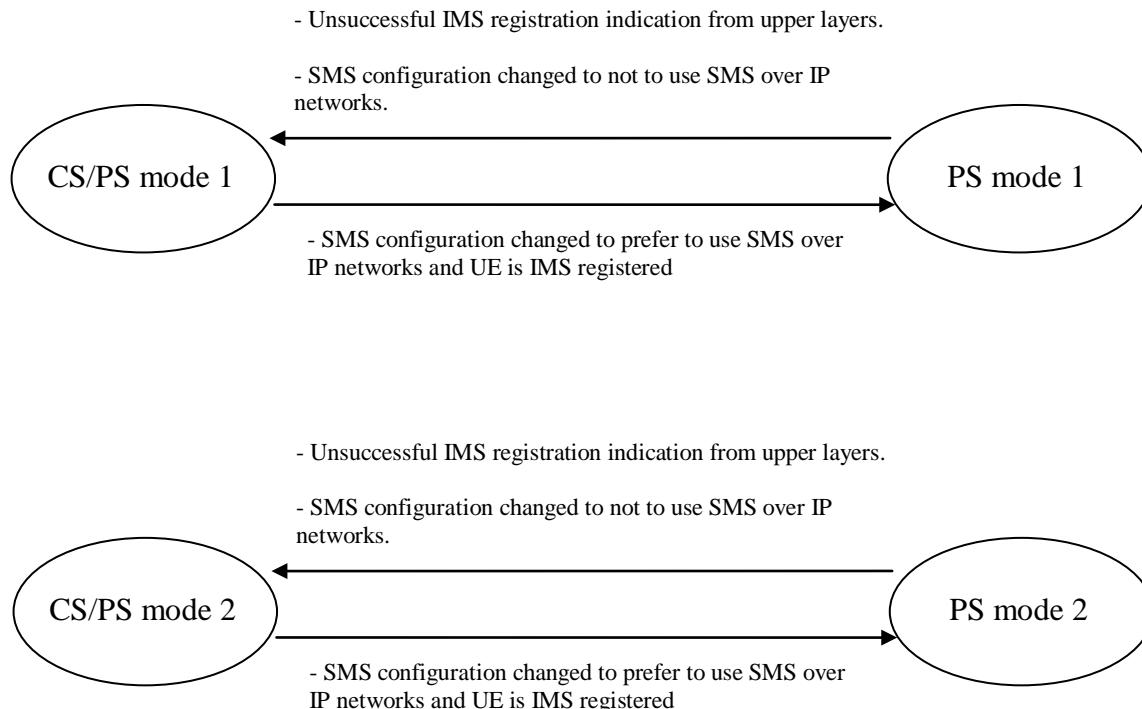 - Unsuccessful IMS registration indication from upper layers.
- SMS configuration changed to not to use SMS over IP
networks.
CS/PS mode 1
PS mode 1
- SMS configuration changed to prefer to use SMS over
IP networks and UE is IMS registered
- Unsuccessful IMS registration indication from upper layers.
- SMS configuration changed to not to use SMS over IP
networks.
CS/PS mode 2
PS mode 2
- SMS configuration changed to prefer to use SMS over
IP networks and UE is IMS registered